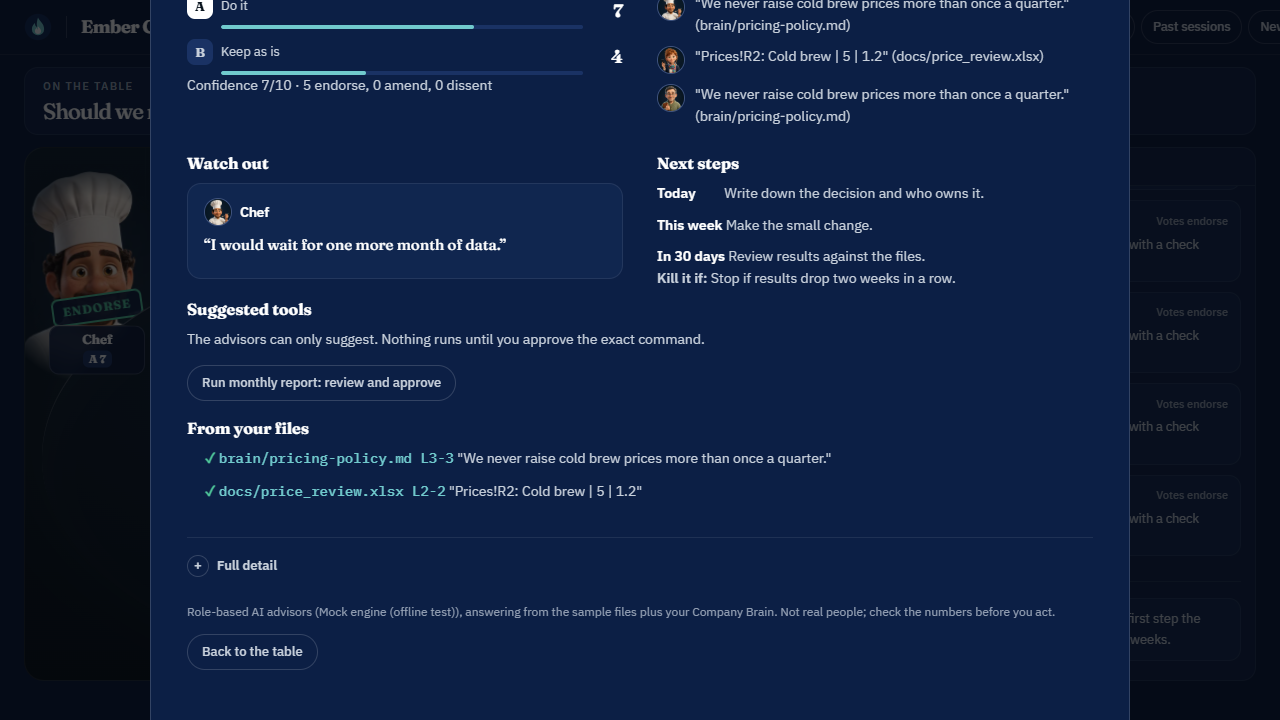 Ember C
Past sessions
New
ON THE TABLE
Should we r
A
Do it
7
B
Keep as is
4
Confidence 7/10 · 5 endorse, 0 amend, 0 dissent
"We never raise cold brew prices more than once a quarter."
(brain/pricing-policy.md)
"Prices!R2: Cold brew | 5 | 1.2" (docs/price_review.xlsx)
"We never raise cold brew prices more than once a quarter."
(brain/pricing-policy.md)
Watch out
Chef
“I would wait for one more month of data.”
Next steps
Today Write down the decision and who owns it.
This week Make the small change.
In 30 days Review results against the files.
Kill it if: Stop if results drop two weeks in a row.
Suggested tools
The advisors can only suggest. Nothing runs until you approve the exact command.
Run monthly report: review and approve
From your files
✓ brain/pricing-policy.md L3-3 "We never raise cold brew prices more than once a quarter."
✓ docs/price_review.xlsx L2-2 "Prices!R2: Cold brew | 5 | 1.2"
+ Full detail
Role-based AI advisors (Mock engine (offline test)), answering from the sample files plus your Company Brain. Not real people; check the numbers before you act.
Back to the table
ENDORSE
Chef
A 7
Votes endorse
with a check
Votes endorse
with a check
Votes endorse
with a check
Votes endorse
with a check
first step the
weeks.